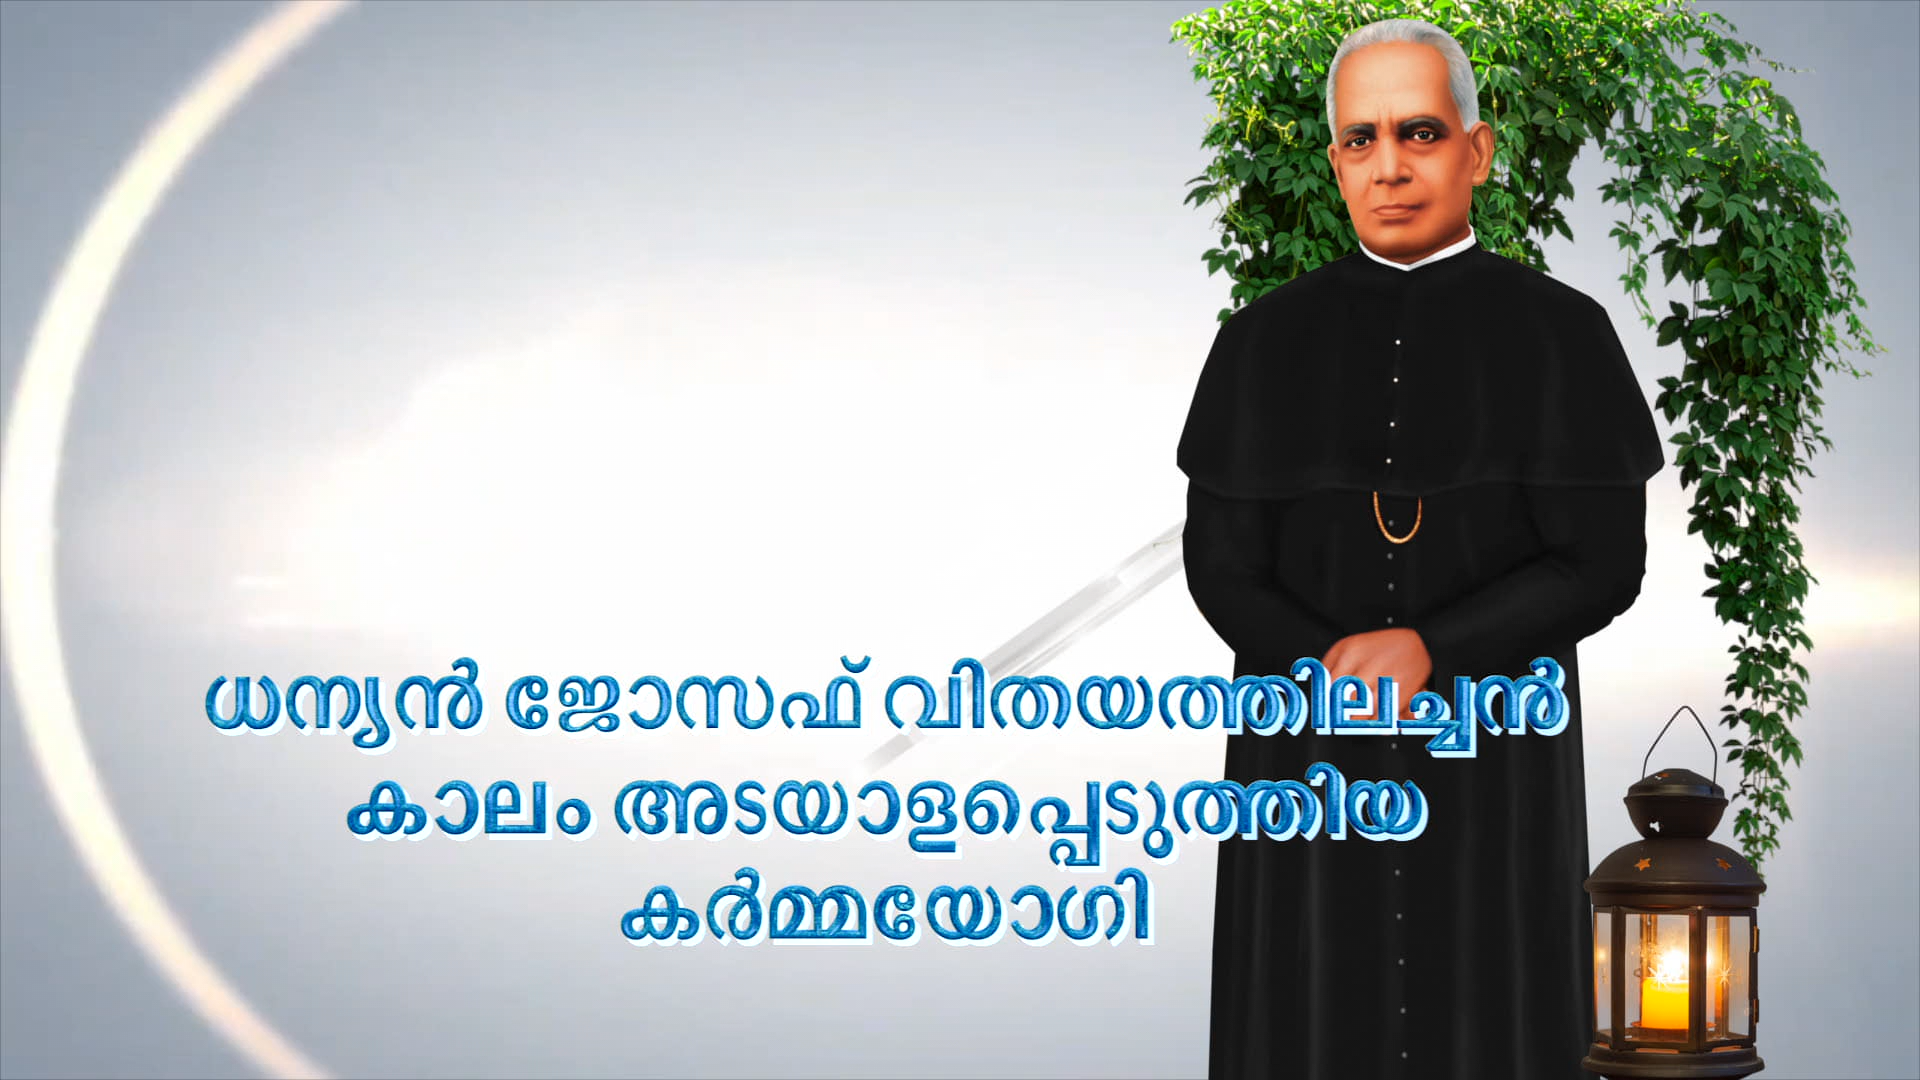 ധന്യൻ ജോസഫ് വിതയത്തിലച്ചൻ
കാലം അടയാളപ്പെടുത്തിയ
കർമ്മയോഗി